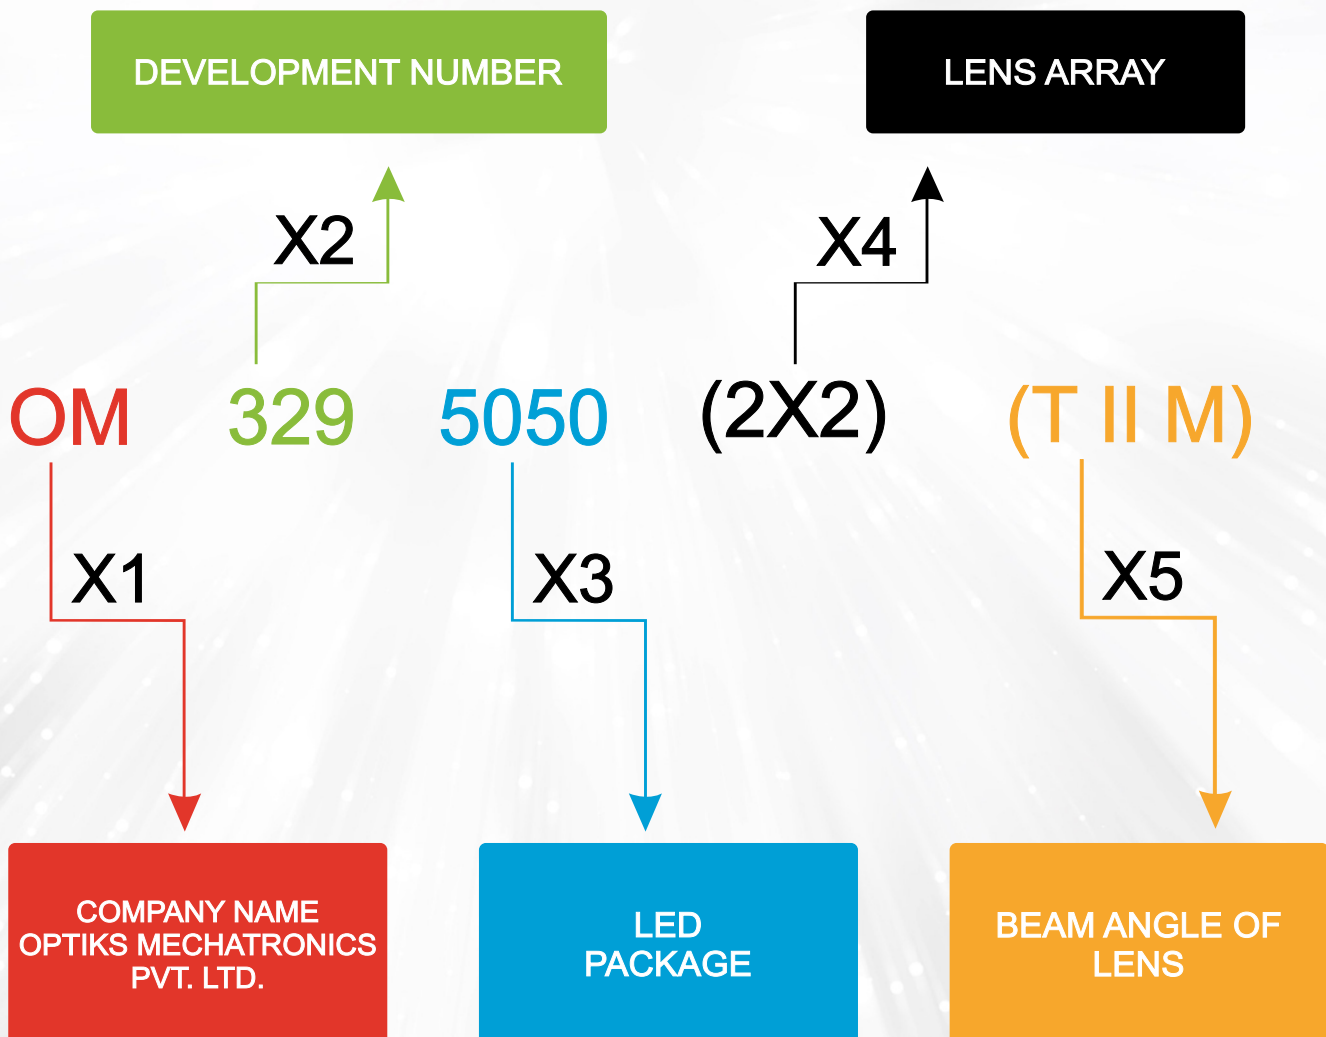 DEVELOPMENT NUMBER
LENS ARRAY
X2
X4
OM 329 5050 (2X2) (T II M)
X1
X3
X5
COMPANY NAME
OPTIKS MECHATRONICS
PVT. LTD.
LED
PACKAGE
BEAM ANGLE OF
LENS